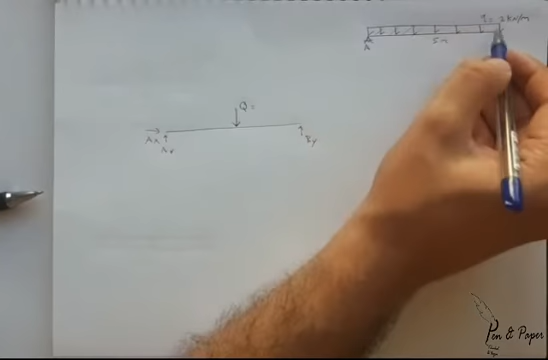 q = 2 kN/m
A
5 m
Q =
Ax
Ay
By
Pen & Paper